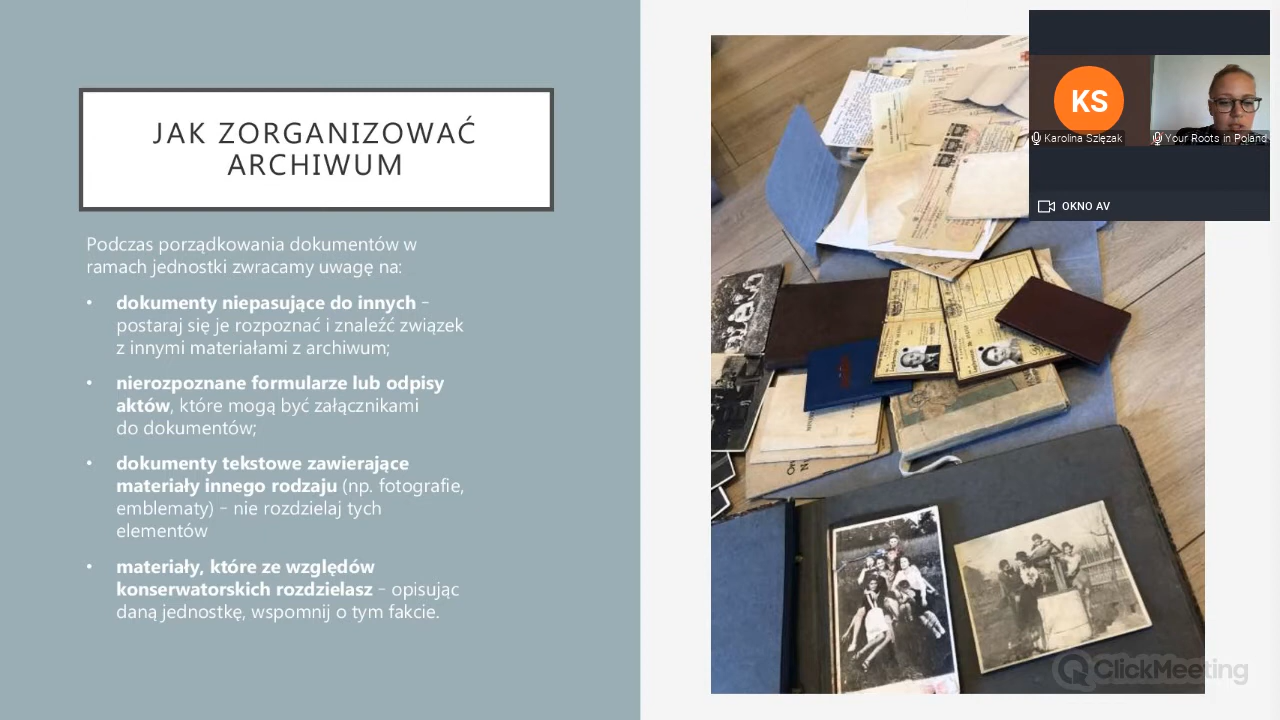 JAK ZORGANIZOWAĆ
ARCHIWUM
Podczas porządkowania dokumentów w
ramach jednostki zwracamy uwagę na:
• dokumenty niepasujące do innych –
postaraj się je rozpoznać i znaleźć związek
z innymi materiałami z archiwum;
• nierozpoznane formularze lub odpisy
aktów, które mogą być załącznikami
do dokumentów;
• dokumenty tekstowe zawierające
materiały innego rodzaju (np. fotografie,
emblematy) – nie rozdzielaj tych
elementów
• materiały, które ze względów
konserwatorskich rozdzielasz – opisując
daną jednostkę, wspomnij o tym fakcie.
KS
Karolina Szlęzak
Your Roots in Poland
OKNO AV
ClickMeeting